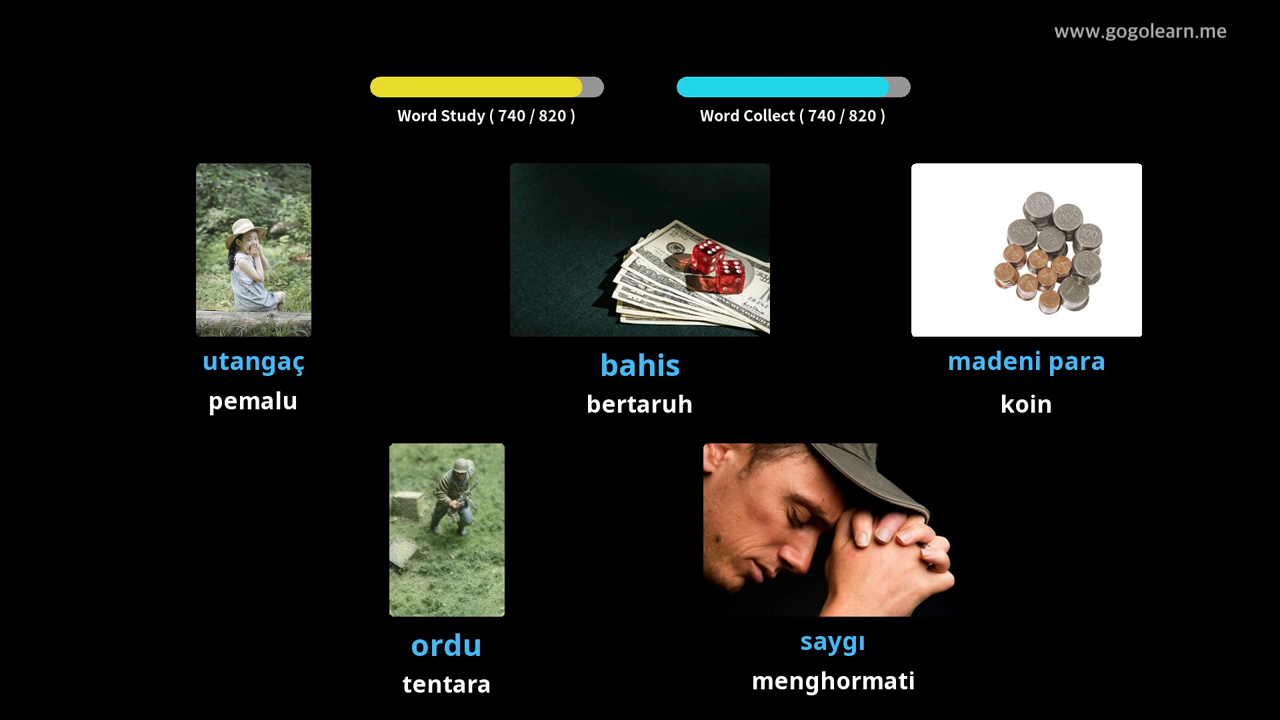 www.gogolearn.me
Word Study ( 740 / 820 )
Word Collect ( 740 / 820 )
utangaç
pemalu
bahis
bertaruh
madeni para
koin
ordu
tentara
saygı
menghormati